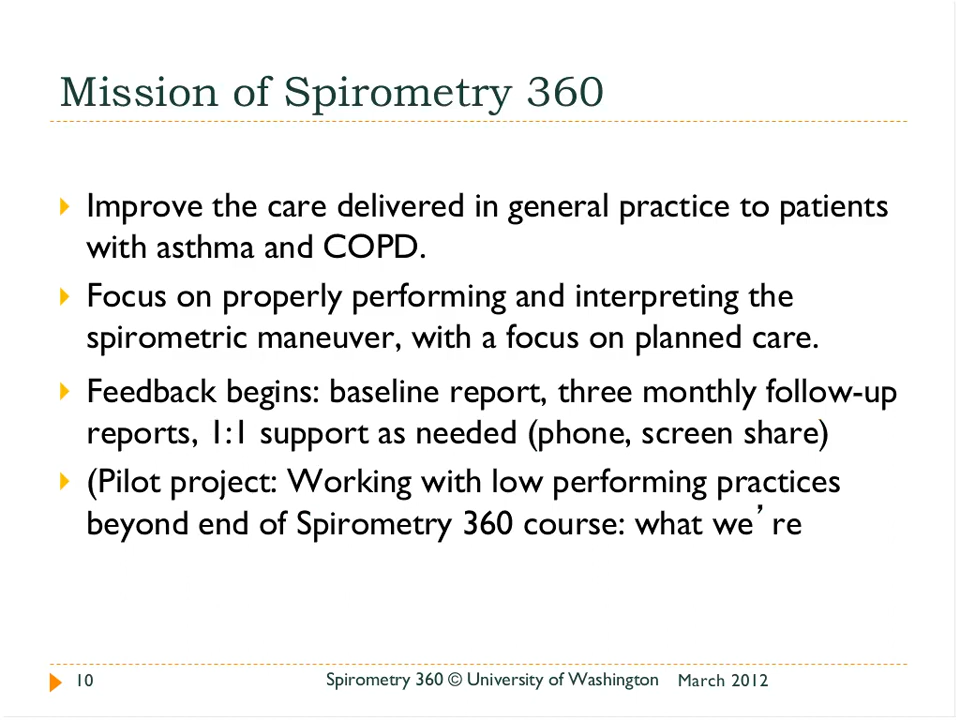 Mission of Spirometry 360
Improve the care delivered in general practice to patients
with asthma and COPD.
Focus on properly performing and interpreting the
spirometric maneuver, with a focus on planned care.
Feedback begins: baseline report, three monthly follow-up
reports, 1:1 support as needed (phone, screen share)
(Pilot project: Working with low performing practices
beyond end of Spirometry 360 course: what we’re
10 Spirometry 360 © University of Washington March 2012